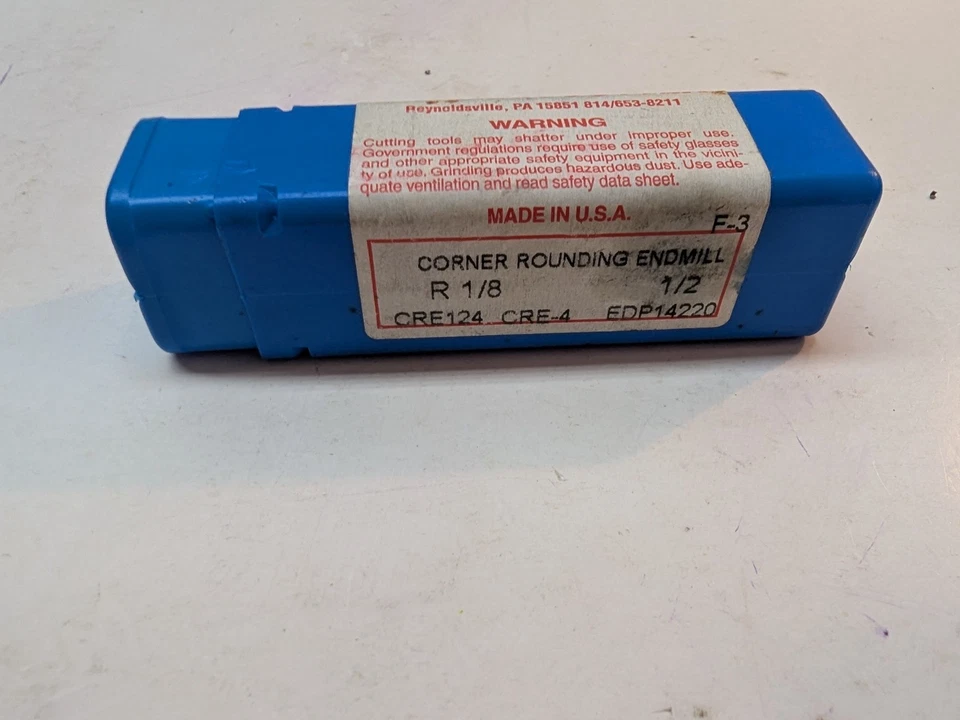 Reynoldsville, PA 15851 814/653-8211
WARNING
Cutting tools may shatter under improper use.
Government regulations require use of safety glasses
and other appropriate safety equipment in the vicini-
ty of use. Grinding produces hazardous dust. Use ade-
quate ventilation and read safety data sheet.
MADE IN U.S.A.
F-3
CORNER ROUNDING ENDMILL
R 1/8 1/2
CRE124 CRE-4 EDP14220